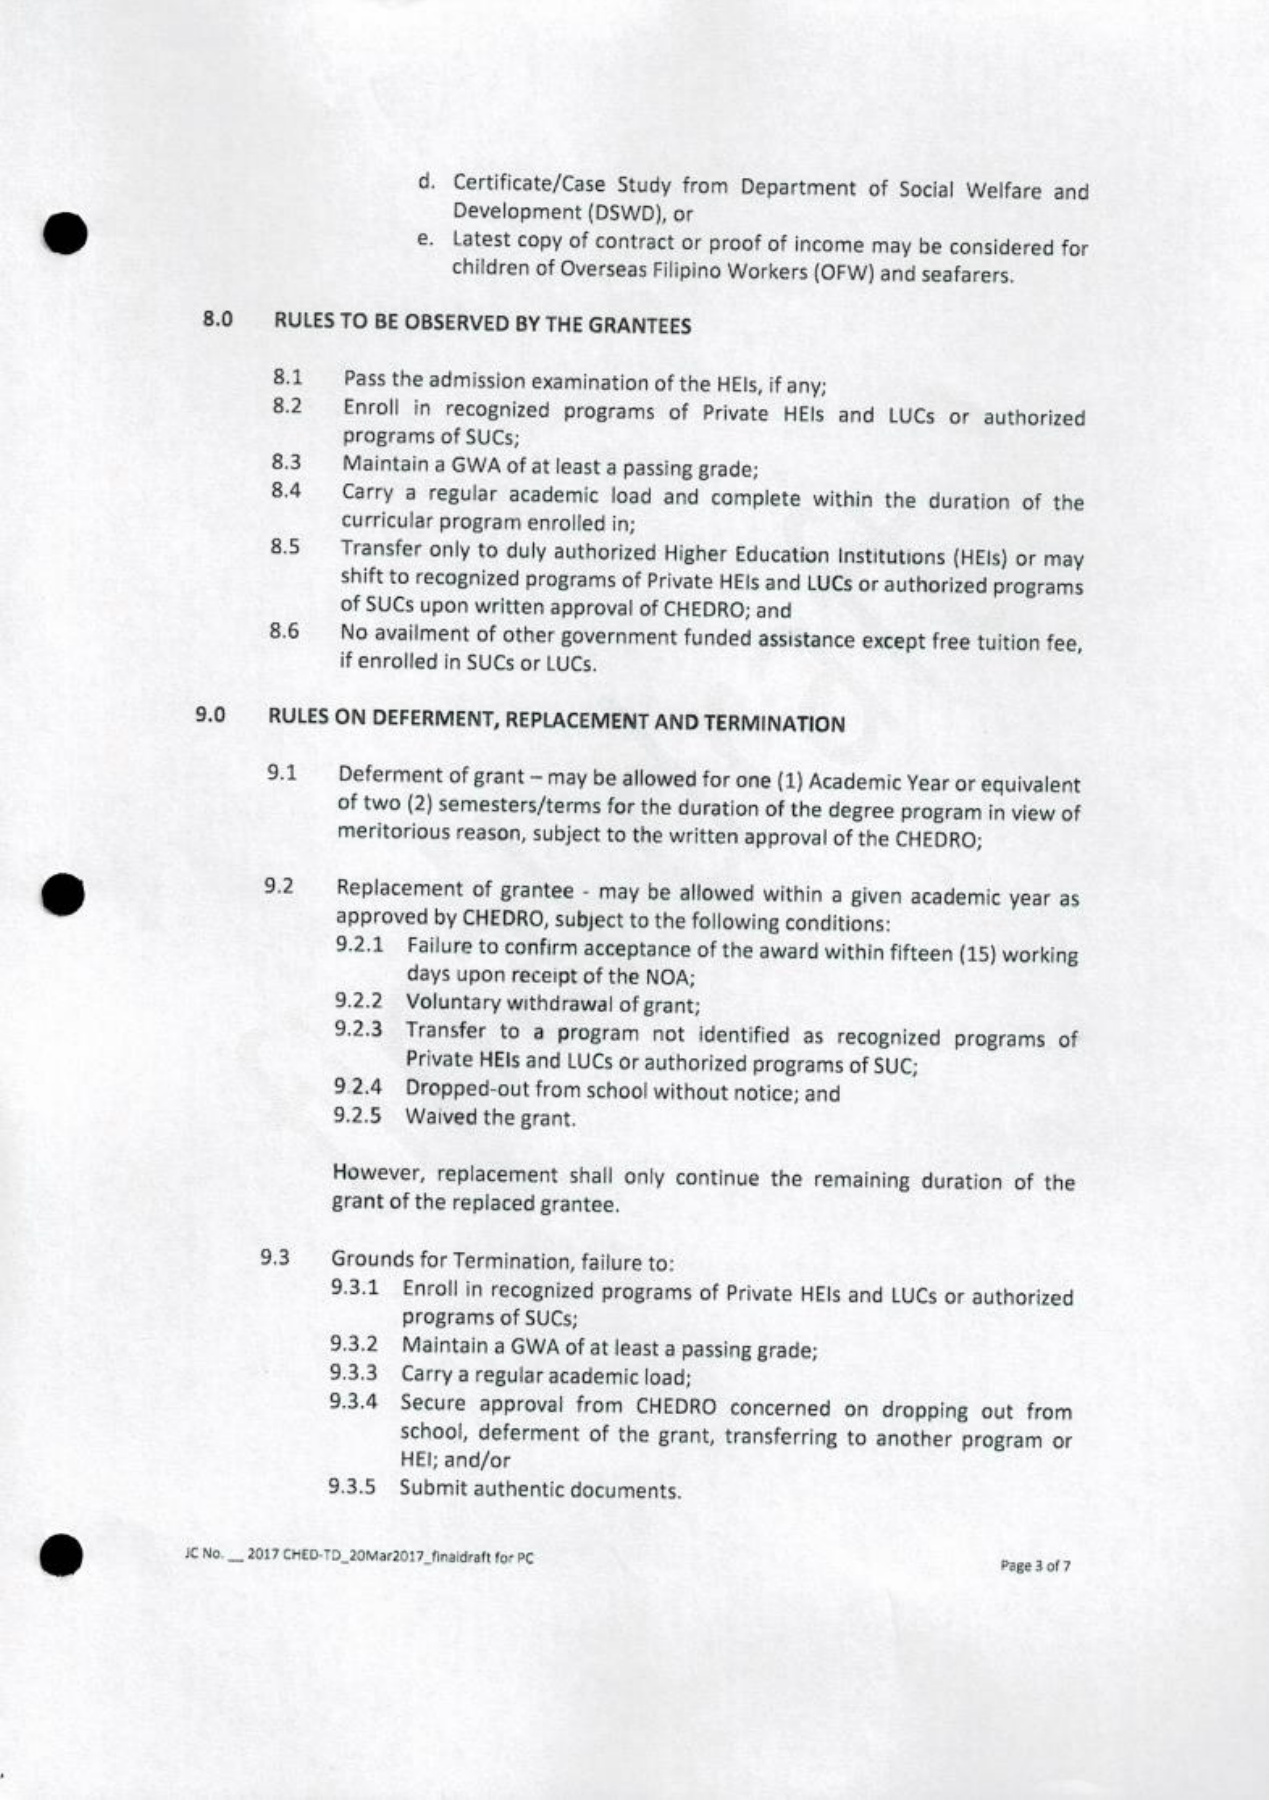 d. Certificate/Case Study from Department of Social Welfare and
Development (DSWD), or
e. Latest copy of contract or proof of income may be considered for
children of Overseas Filipino Workers (OFW) and seafarers.
8.0 RULES TO BE OBSERVED BY THE GRANTEES
8.1 Pass the admission examination of the HEIs, if any;
8.2 Enroll in recognized programs of Private HEIs and LUCs or authorized
programs of SUCs;
8.3 Maintain a GWA of at least a passing grade;
8.4 Carry a regular academic load and complete within the duration of the
curricular program enrolled in;
8.5 Transfer only to duly authorized Higher Education Institutions (HEIs) or may
shift to recognized programs of Private HEIs and LUCs or authorized programs
of SUCs upon written approval of CHEDRO; and
8.6 No availment of other government funded assistance except free tuition fee,
if enrolled in SUCs or LUCs.
9.0 RULES ON DEFERMENT, REPLACEMENT AND TERMINATION
9.1 Deferment of grant – may be allowed for one (1) Academic Year or equivalent
of two (2) semesters/terms for the duration of the degree program in view of
meritorious reason, subject to the written approval of the CHEDRO;
9.2 Replacement of grantee - may be allowed within a given academic year as
approved by CHEDRO, subject to the following conditions:
9.2.1 Failure to confirm acceptance of the award within fifteen (15) working
days upon receipt of the NOA;
9.2.2 Voluntary withdrawal of grant;
9.2.3 Transfer to a program not identified as recognized programs of
Private HEIs and LUCs or authorized programs of SUC;
9.2.4 Dropped-out from school without notice; and
9.2.5 Waived the grant.
However, replacement shall only continue the remaining duration of the
grant of the replaced grantee.
9.3 Grounds for Termination, failure to:
9.3.1 Enroll in recognized programs of Private HEIs and LUCs or authorized
programs of SUCs;
9.3.2 Maintain a GWA of at least a passing grade;
9.3.3 Carry a regular academic load;
9.3.4 Secure approval from CHEDRO concerned on dropping out from
school, deferment of the grant, transferring to another program or
HEI; and/or
9.3.5 Submit authentic documents.
JC No. __ 2017 CHED-TD_20Mar2017_finaldraft for PC
Page 3 of 7